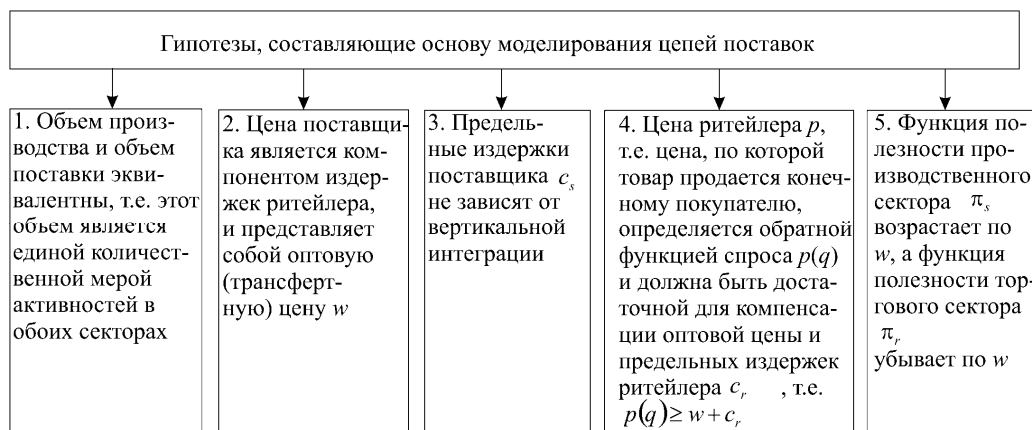 Гипотезы, составляющие основу моделирования цепей поставок
1. Объем произ-
водства и объем
поставки экви-
валентны, т.е. этот
объем является
единой количест-
венной мерой
активностей в
обоих секторах
2. Цена поставщи-
ка является ком-
понентом издер-
жек ритейлера,
и представляет
собой оптовую
(трансферт-
ную) цену w
3. Предель-
ные издержки
поставщика c_s
не зависят от
вертикальной
интеграции
4. Цена ритейлера p,
т.е. цена, по которой
товар продается конеч-
ному покупателю,
определяется обратной
функцией спроса p(q)
и должна быть доста-
точной для компенса-
ции оптовой цены и
предельных издержек
ритейлера c_r , т.е.
p(q) ≥ w + c_r
5. Функция по-
лезности про-
изводственного
сектора π_s
возрастает по
w, а функция
полезности тор-
гового сектора
π_r
убывает по w